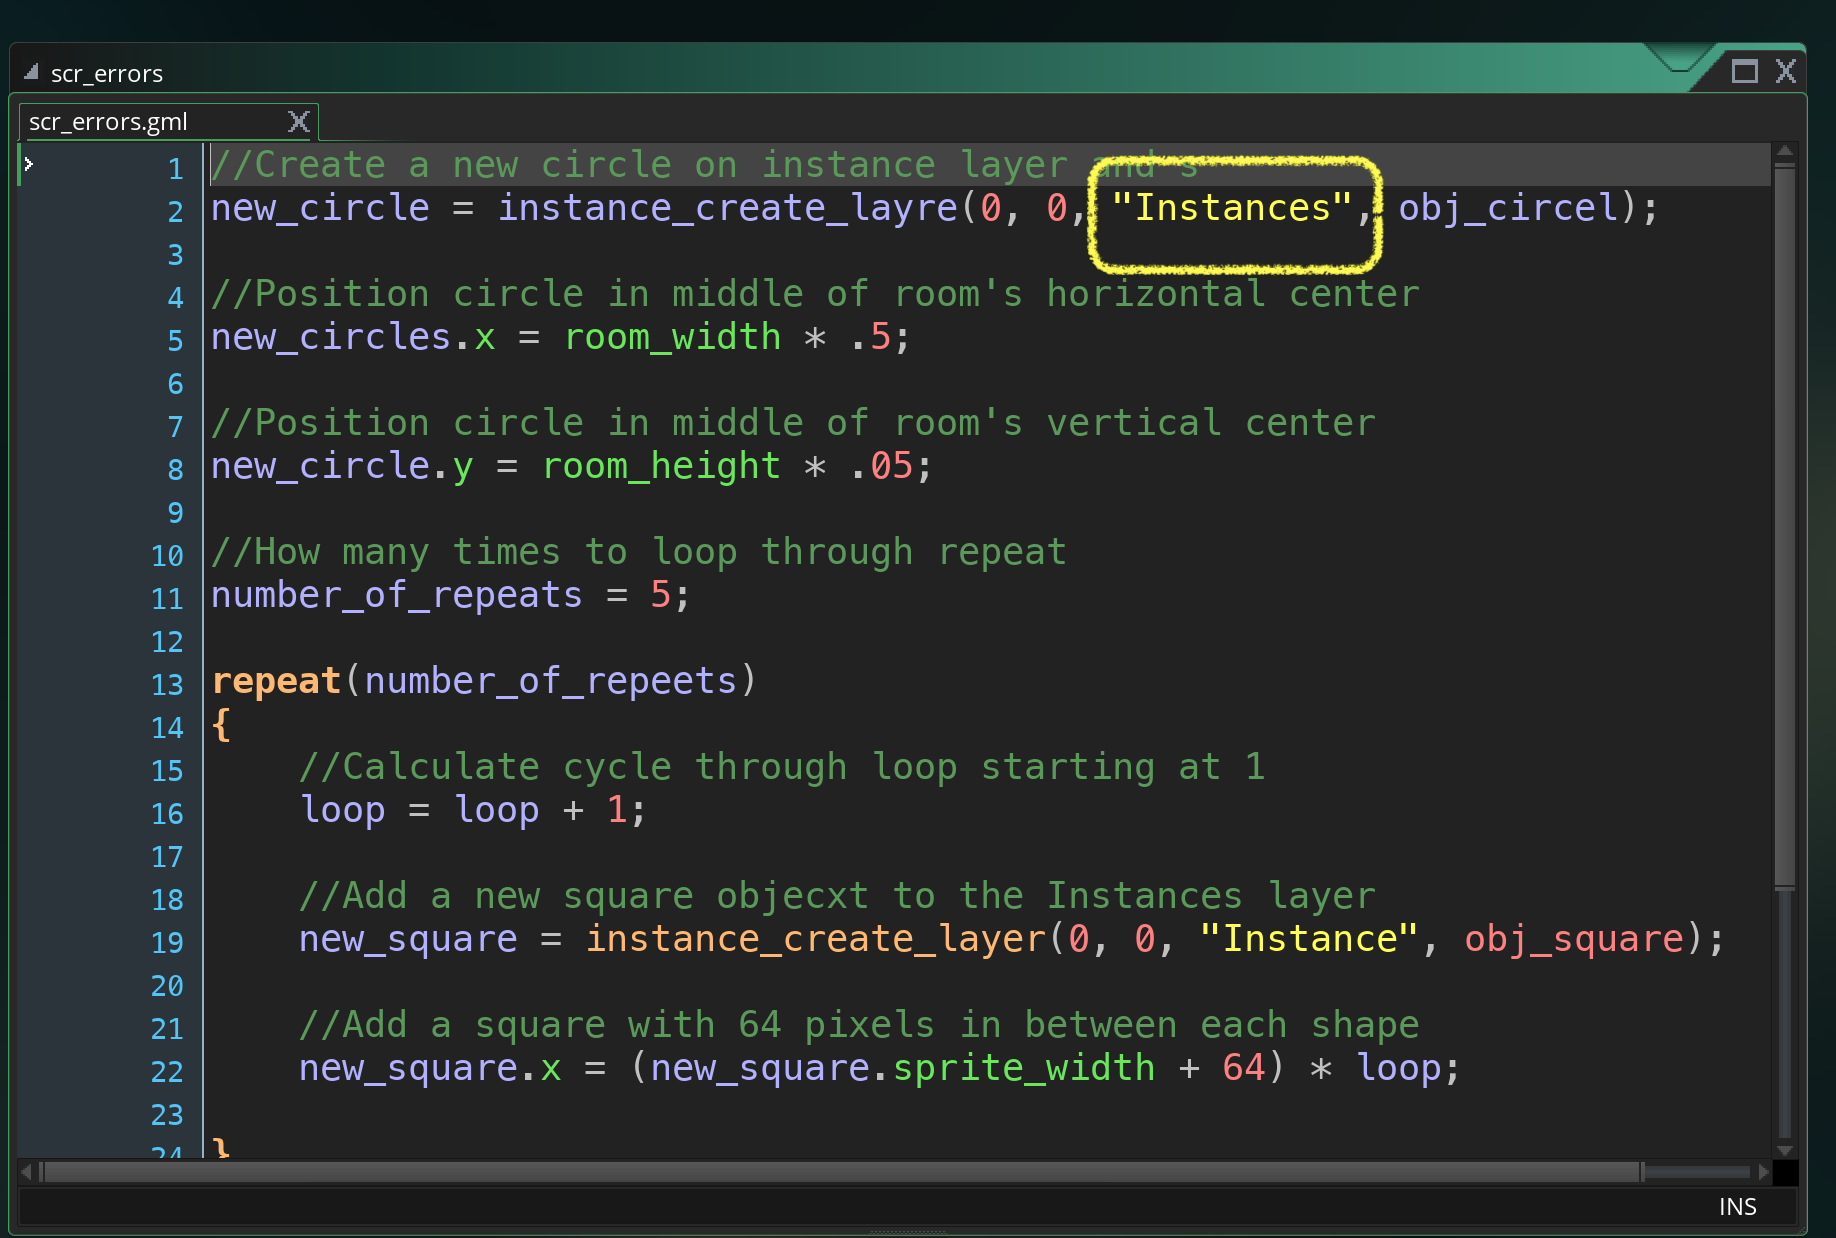 scr_errors
scr_errors.gml
1 //Create a new circle on instance layer and s
2 new_circle = instance_create_layre(0, 0, "Instances", obj_circel);
3
4 //Position circle in middle of room's horizontal center
5 new_circles.x = room_width * .5;
6
7 //Position circle in middle of room's vertical center
8 new_circle.y = room_height * .05;
9
10 //How many times to loop through repeat
11 number_of_repeats = 5;
12
13 repeat(number_of_repeets)
14 {
15 //Calculate cycle through loop starting at 1
16 loop = loop + 1;
17
18 //Add a new square objecxt to the Instances layer
19 new_square = instance_create_layer(0, 0, "Instance", obj_square);
20
21 //Add a square with 64 pixels in between each shape
22 new_square.x = (new_square.sprite_width + 64) * loop;
23
24 }
INS